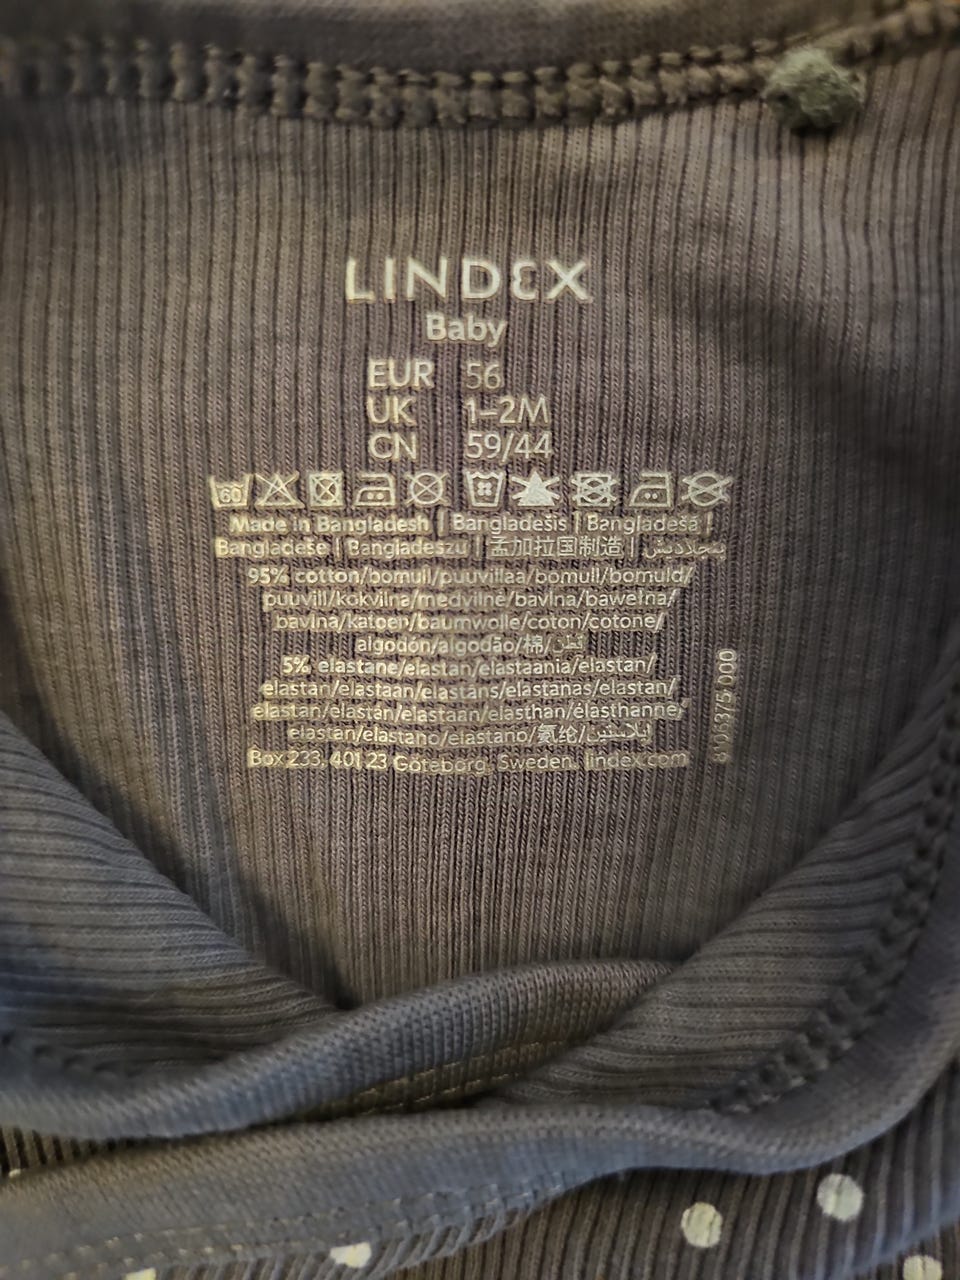 LINDEX
Baby
EUR 56
UK 1–2M
CN 59/44
60
Made in Bangladesh | Bangladešis | Bangladešā |
Bangladeše | Bangladeszu | 孟加拉国制造 | بنجلاديش
95% cotton/bomull/puuvillaa/bomull/bomuld/
puuvill/kokvilna/medvilnė/bavlna/bawełna/
bavlna/katoen/baumwolle/coton/cotone/
algodón/algodão/棉/قطن
5% elastane/elastan/elastaania/elastan/
elastan/elastaan/elastāns/elastanas/elastan/
elastan/elastan/elastaan/elasthan/élasthanne/
elastan/elastano/elastano/氨纶/إيلاستين
Box 233, 401 23 Göteborg, Sweden. lindex.com